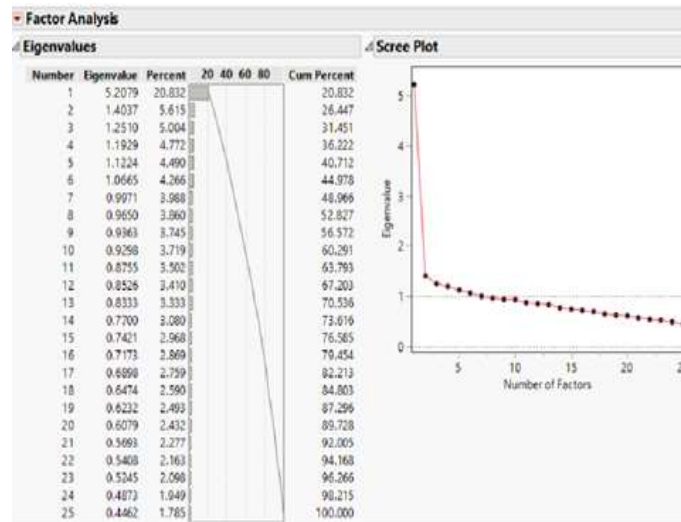 Factor Analysis
Eigenvalues
Number Eigenvalue Percent 20 40 60 80 Cum Percent
1 5.2079 20.832 20.832
2 1.4037 5.615 26.447
3 1.2510 5.004 31.451
4 1.1929 4.772 36.222
5 1.1224 4.490 40.712
6 1.0665 4.266 44.978
7 0.9971 3.988 48.966
8 0.9650 3.860 52.827
9 0.9363 3.745 56.572
10 0.9298 3.719 60.291
11 0.8755 3.502 63.793
12 0.8526 3.410 67.203
13 0.8333 3.333 70.536
14 0.7700 3.080 73.616
15 0.7421 2.968 76.585
16 0.7173 2.869 79.454
17 0.6898 2.759 82.213
18 0.6474 2.590 84.803
19 0.6232 2.493 87.296
20 0.6079 2.432 89.728
21 0.5693 2.277 92.005
22 0.5408 2.163 94.168
23 0.5245 2.098 96.266
24 0.4873 1.949 98.215
25 0.4462 1.785 100.000
Scree Plot
5
4
3
2
1
0
Eigenvalue
5 10 15 20
Number of Factors